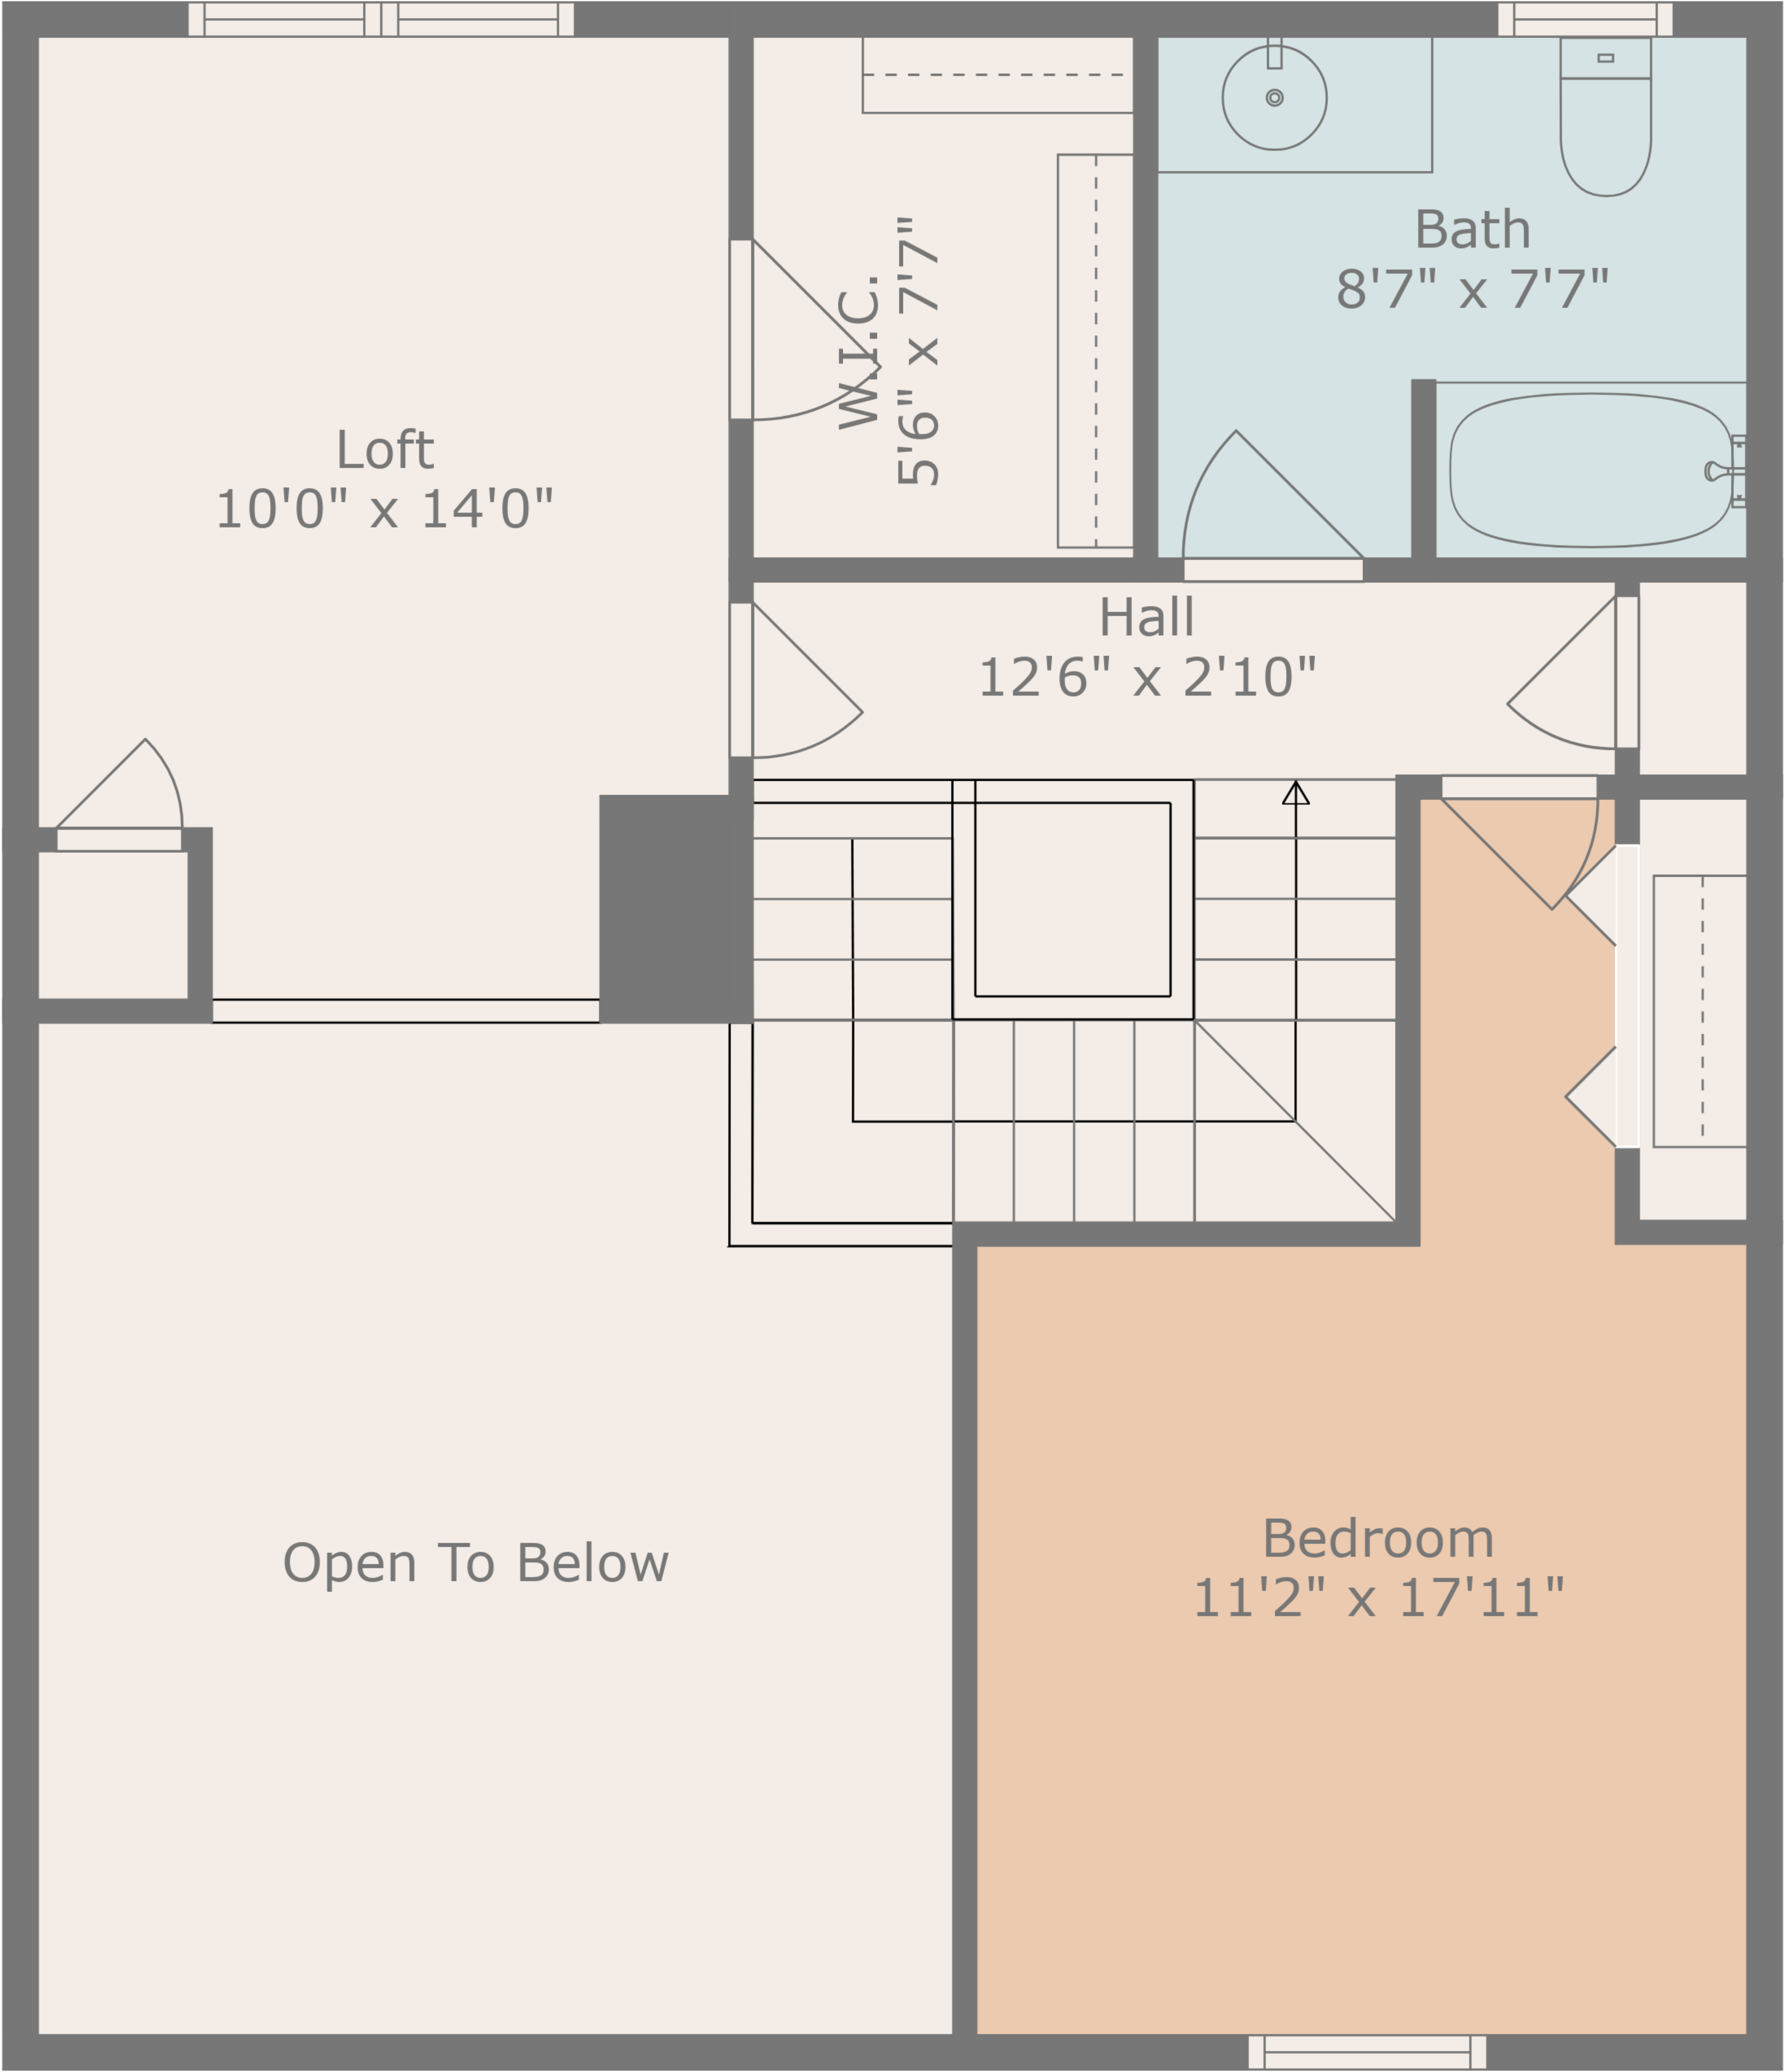 Bath
8'7" x 7'7"
W.I.C.
5'6" x 7'7"
Loft
10'0" x 14'0"
Hall
12'6" x 2'10"
Open To Below
Bedroom
11'2" x 17'11"